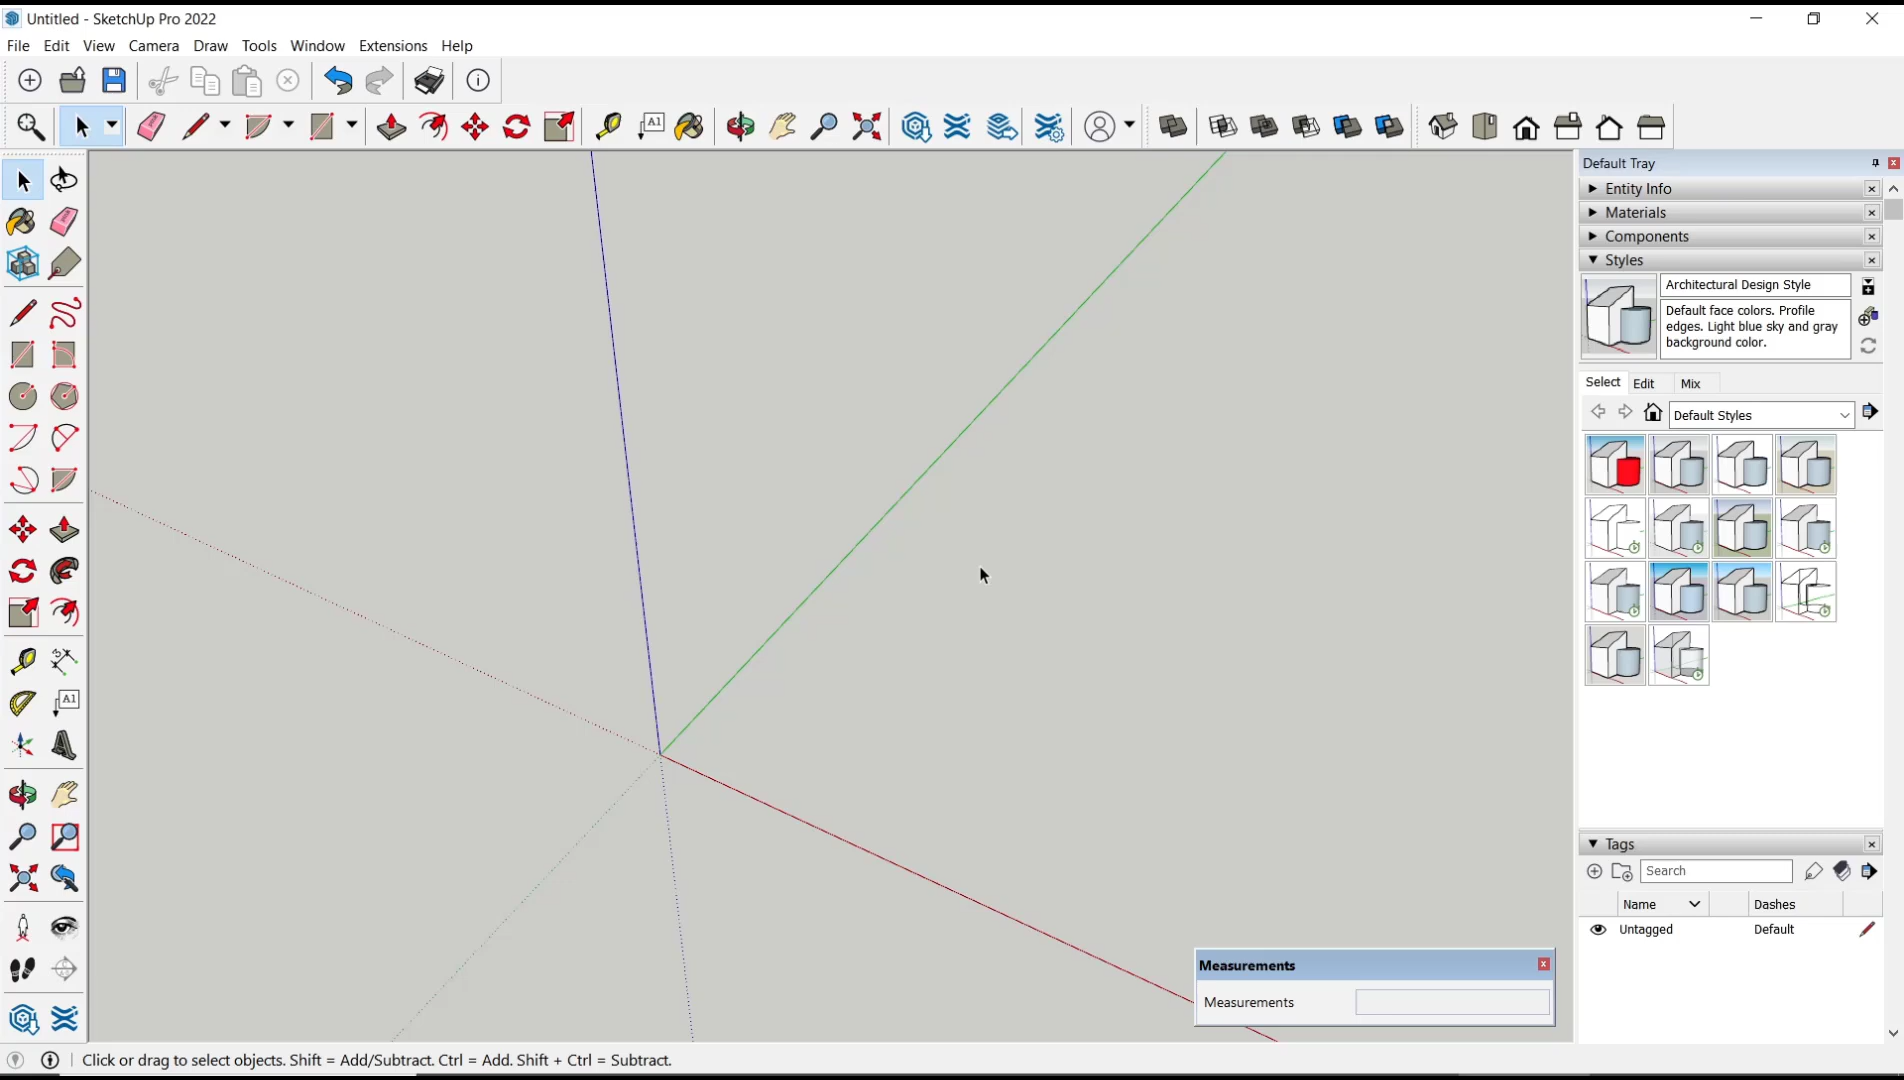 Untitled - SketchUp Pro 2022
File Edit View Camera Draw Tools Window Extensions Help
A1
Default Tray
Entity Info
Materials
Components
Styles
Architectural Design Style
Default face colors. Profile
edges. Light blue sky and gray
background color.
Select Edit Mix
Default Styles
A1
Tags
Search
Name Dashes
Untagged Default
Measurements
Measurements
Click or drag to select objects. Shift = Add/Subtract. Ctrl = Add. Shift + Ctrl = Subtract.